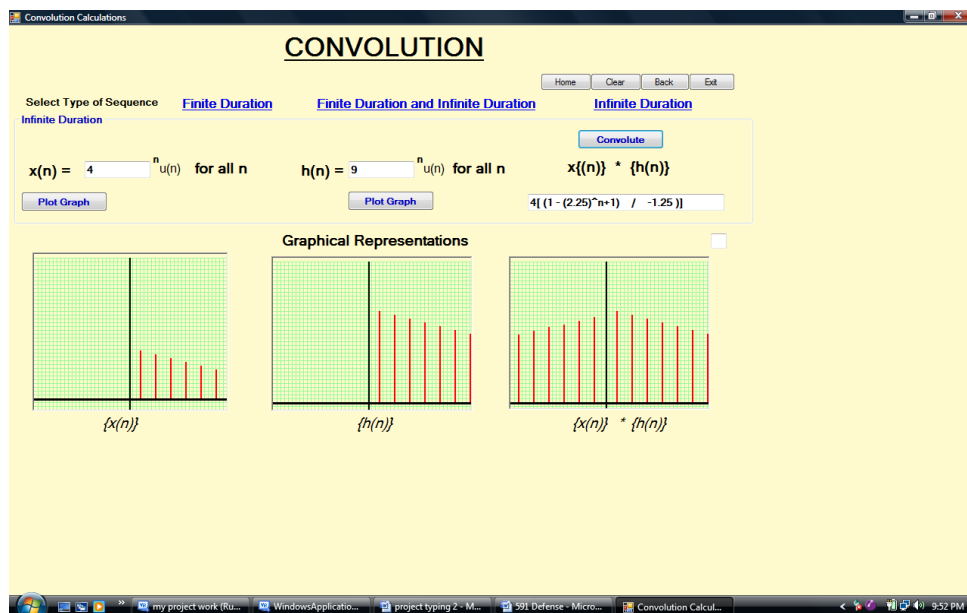 Convolution Calculations
CONVOLUTION
Home Clear Back Exit
Select Type of Sequence Finite Duration Finite Duration and Infinite Duration Infinite Duration
Infinite Duration
Convolute
x(n) = 4 n u(n) for all n h(n) = 9 n u(n) for all n x{(n)} * {h(n)}
Plot Graph Plot Graph 4[ (1 - (2.25)^n+1) / -1.25 )]
Graphical Representations
{x(n)} {h(n)} {x(n)} * {h(n)}
my project work (Ru... WindowsApplicatio... project typing 2 - M... 591 Defense - Micro... Convolution Calcul... 9:52 PM